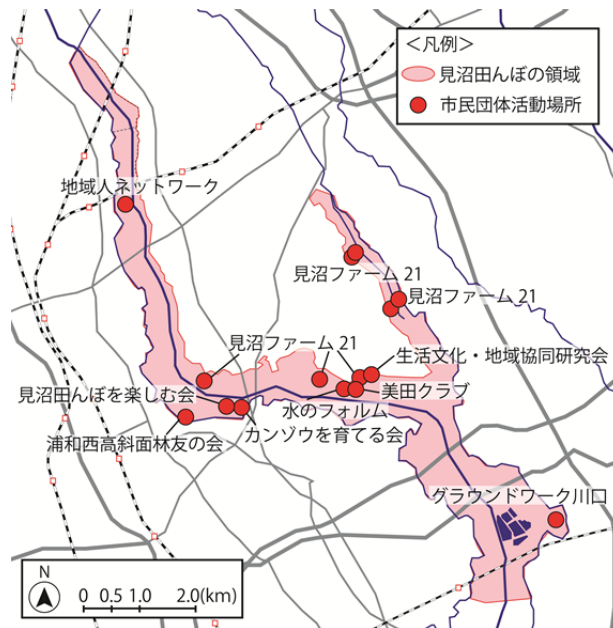 <凡例>
見沼田んぼの領域
市民団体活動場所
地域人ネットワーク
見沼ファーム 21
見沼ファーム 21
見沼ファーム 21
生活文化・地域協同研究会
見沼田んぼを楽しむ会
美田クラブ
水のフォルム
浦和西高斜面林友の会
カンゾウを育てる会
グラウンドワーク川口
N
0 0.5 1.0 2.0(km)